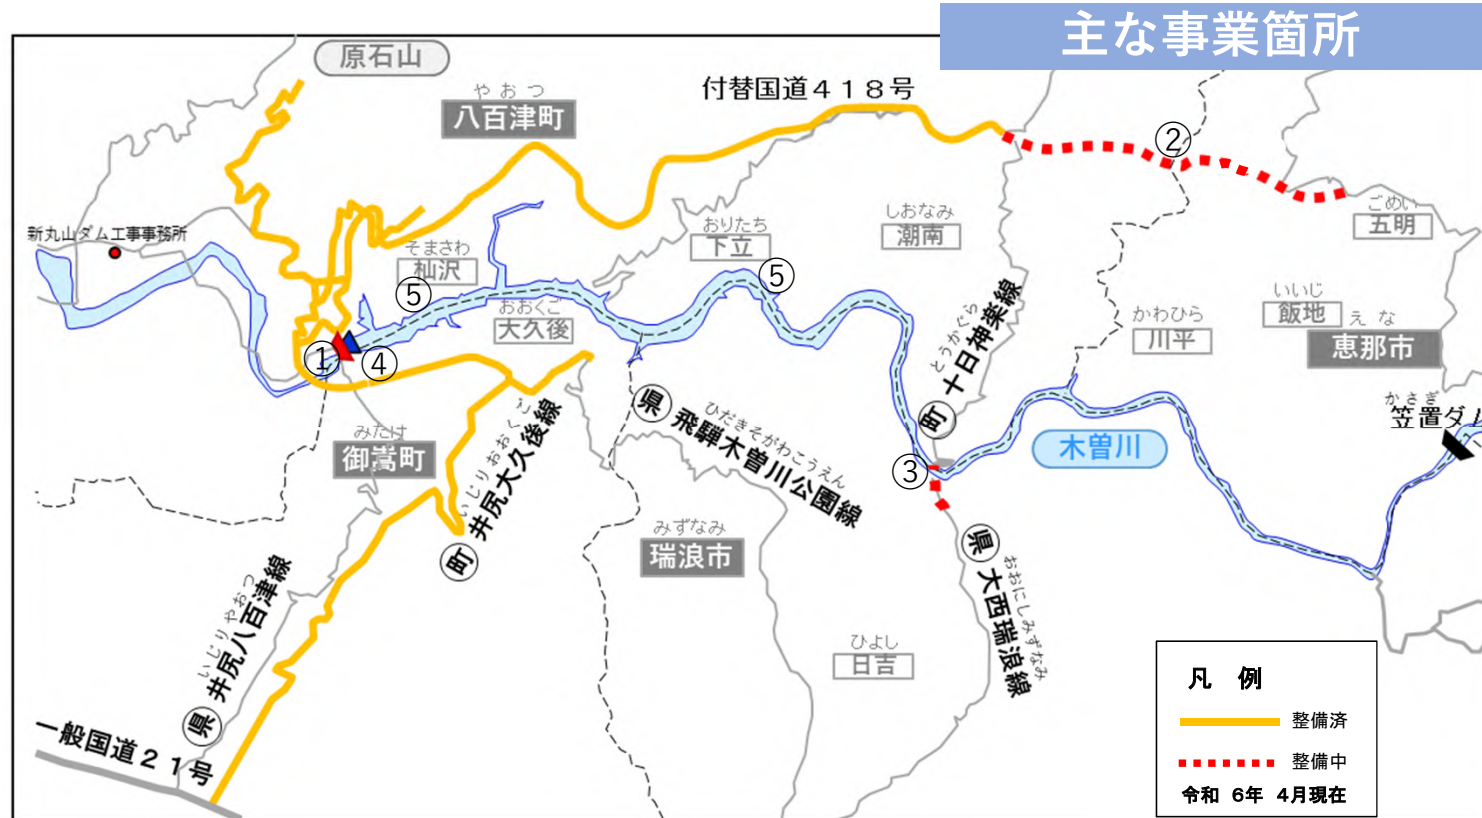 主な事業箇所
原石山
やおつ
八百津町
付替国道418号
②
ごめい
五明
新丸山ダム工事事務所
そまさわ
杣沢
⑤
おおくご
大久後
おりたち
下立
⑤
しおなみ
潮南
とうかぐら
町 十日神楽線
かわひら
川平
いいじ
飯地
えな
恵那市
かさぎ
①
④
みたけ
御嵩町
いじりおおくご
町 井尻大久後線
ひだきそがわこうえん
県 飛騨木曽川公園線
③
木曽川
みずなみ
瑞浪市
おおにしみずなみ
県 大西瑞浪線
ひよし
日吉
いじりやおつ
県 井尻八百津線
一般国道21号
凡 例
整備済
整備中
令和 6年 4月現在